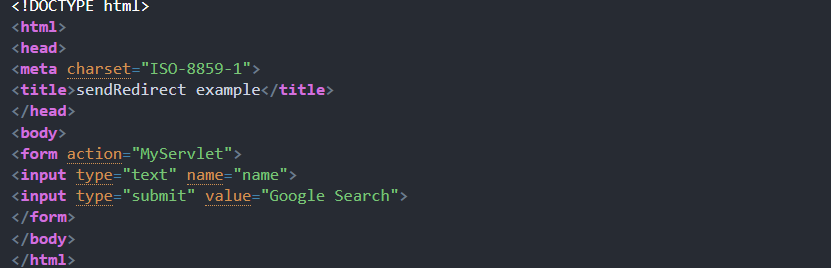 <!DOCTYPE html>
<html>
<head>
<meta charset="ISO-8859-1">
<title>sendRedirect example</title>
</head>
<body>
<form action="MyServlet">
<input type="text" name="name">
<input type="submit" value="Google Search">
</form>
</body>
</html>